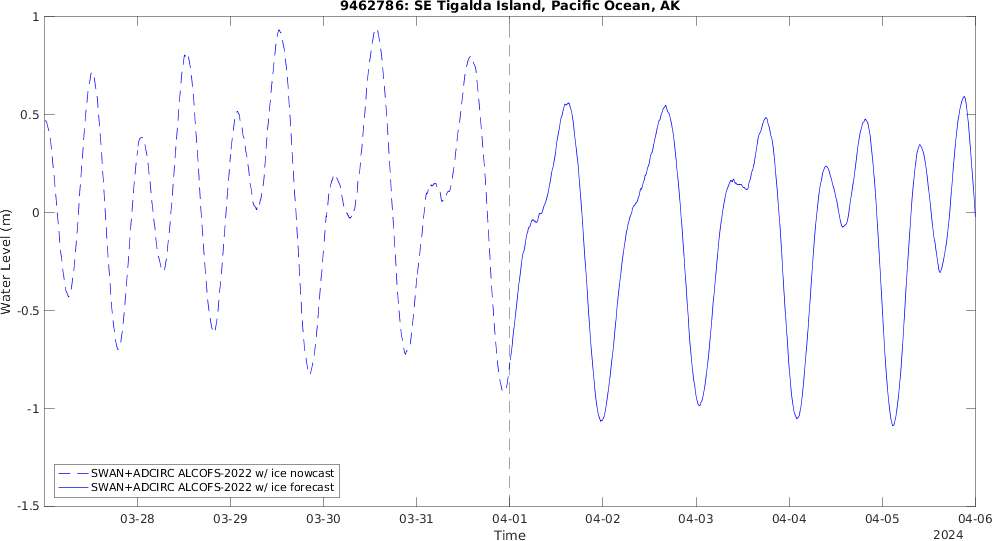 9462786: SE Tigalda Island, Pacific Ocean, AK
1
0.5
0
-0.5
-1
-1.5
Water Level (m)
SWAN+ADCIRC ALCOFS-2022 w/ ice nowcast
SWAN+ADCIRC ALCOFS-2022 w/ ice forecast
03-28 03-29 03-30 03-31 04-01 04-02 04-03 04-04 04-05 04-06
Time
2024